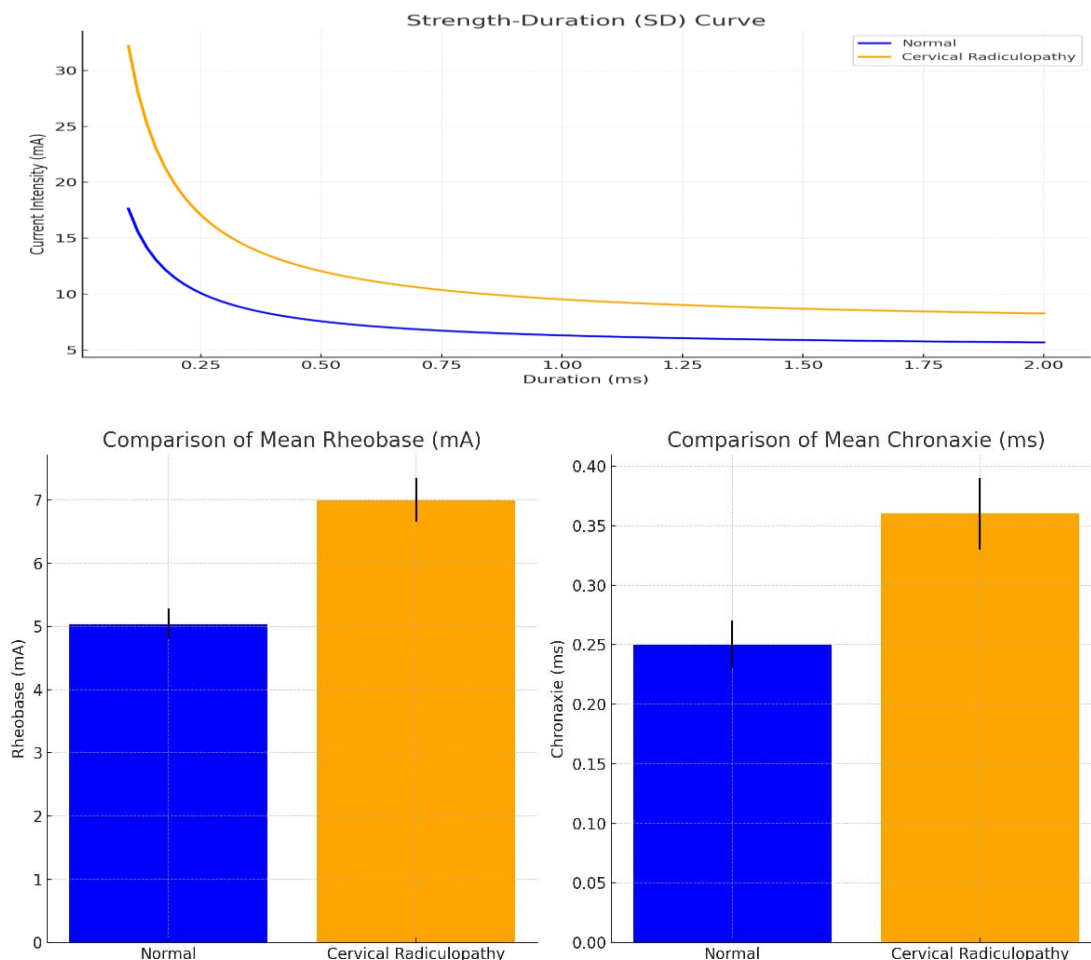 Strength-Duration (SD) Curve
Normal
Cervical Radiculopathy
Current Intensity (mA)
30
25
20
15
10
5
0.25 0.50 0.75 1.00 1.25 1.50 1.75 2.00
Duration (ms)
Comparison of Mean Rheobase (mA)
Rheobase (mA)
7
6
5
4
3
2
1
0
Normal Cervical Radiculopathy
Comparison of Mean Chronaxie (ms)
Chronaxie (ms)
0.40
0.35
0.30
0.25
0.20
0.15
0.10
0.05
0.00
Normal Cervical Radiculopathy